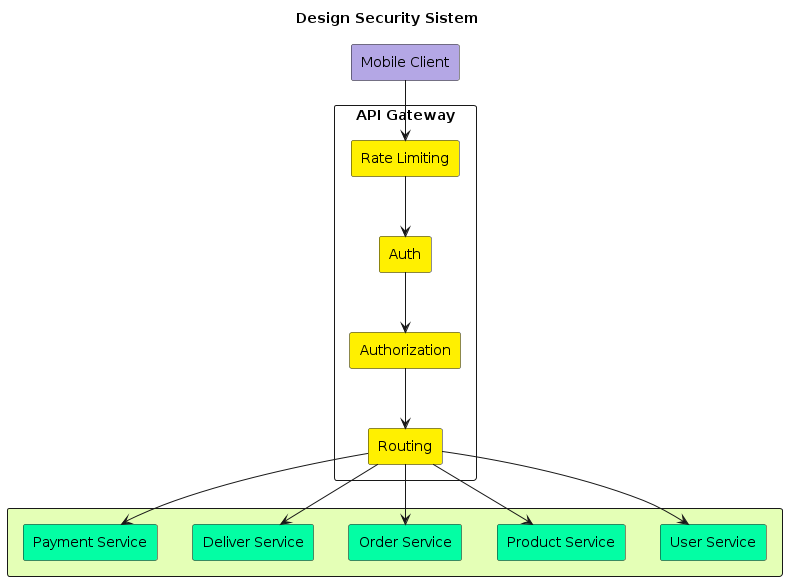 Design Security Sistem
Mobile Client
API Gateway
Rate Limiting
Auth
Authorization
Routing
Payment Service
Deliver Service
Order Service
Product Service
User Service